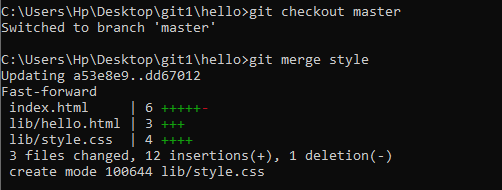 C:\Users\Hp\Desktop\git1\hello>git checkout master
Switched to branch 'master'
C:\Users\Hp\Desktop\git1\hello>git merge style
Updating a53e8e9..dd67012
Fast-forward
 index.html     | 6 +++++-
 lib/hello.html | 3 +++
 lib/style.css  | 4 ++++
 3 files changed, 12 insertions(+), 1 deletion(-)
 create mode 100644 lib/style.css